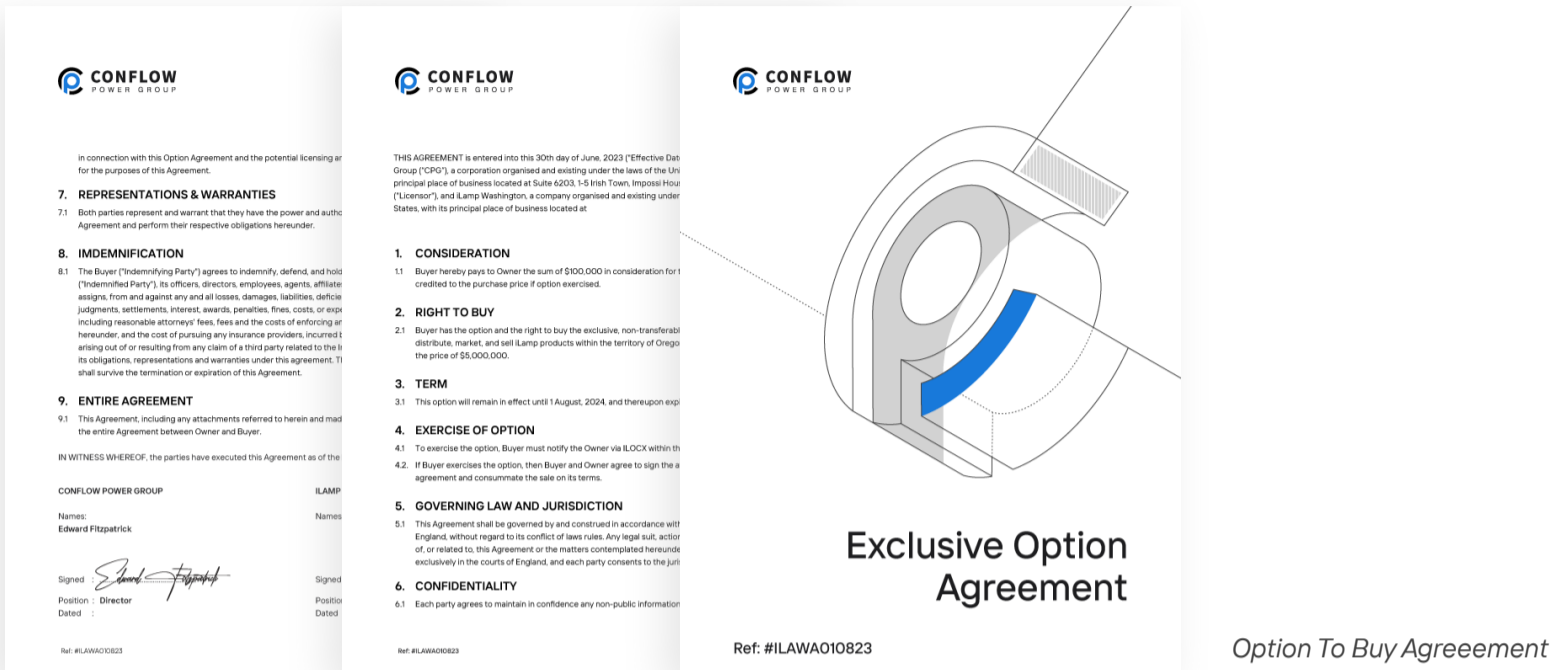 CONFLOW
POWER GROUP
in connection with this Option Agreement and the potential licensing
for the purposes of this Agreement.
7. REPRESENTATIONS & WARRANTIES
7.1 Both parties represent and warrant that they have the power and
Agreement and perform their respective obligations hereunder.
8. IMDEMNIFICATION
8.1 The Buyer ("Indemnifying Party") agrees to indemnify, defend, and hold
("Indemnified Party"), its officers, directors, employees, agents,
assigns, from and against any and all losses, damages, liabilities,
judgments, settlements, interest, awards, penalties, fines, costs, or
including reasonable attorneys' fees, fees and the costs of enforcing
hereunder, and the cost of pursuing any insurance providers, incurred
arising out of or resulting from any claim of a third party related to the
its obligations, representations and warranties under this agreement.
shall survive the termination or expiration of this Agreement.
9. ENTIRE AGREEMENT
9.1 This Agreement, including any attachments referred to herein and
the entire Agreement between Owner and Buyer.
IN WITNESS WHEREOF, the parties have executed this Agreement as of the
CONFLOW POWER GROUP
ILAMP
Names:
Names
Edward Fitzpatrick
Signed :
Edward Fitzpatrick
Signed
Position : Director
Dated :
Dated
Ref: #ILAWA010823
CONFLOW
POWER GROUP
THIS AGREEMENT is entered into this 30th day of June, 2023 ("Effective
Group ("CPG"), a corporation organised and existing under the laws of the
principal place of business located at Suite 6203, 1-5 Irish Town, Impossi
("Licensor"), and iLamp Washington, a company organised and existing under
States, with its principal place of business located at
1. CONSIDERATION
1.1 Buyer hereby pays to Owner the sum of $100,000 in consideration for
credited to the purchase price if option exercised.
2. RIGHT TO BUY
2.1 Buyer has the option and the right to buy the exclusive,
distribute, market, and sell iLamp products within the territory of
the price of $5,000,000.
3. TERM
3.1 This option will remain in effect until 1 August, 2024, and thereupon
4. EXERCISE OF OPTION
4.1 To exercise the option, Buyer must notify the Owner via ILOCX within
4.2. If Buyer exercises the option, then Buyer and Owner agree to sign the
agreement and consummate the sale on its terms.
5. GOVERNING LAW AND JURISDICTION
5.1 This Agreement shall be governed by and construed in accordance
England, without regard to its conflict of laws rules. Any legal suit,
of, or related to, this Agreement or the matters contemplated
exclusively in the courts of England, and each party consents to the
6. CONFIDENTIALITY
6.1 Each party agrees to maintain in confidence any non-public information
Ref: #ILAWA010823
CONFLOW
POWER GROUP
Exclusive Option
Agreement
Ref: #ILAWA010823
Option To Buy Agreeement